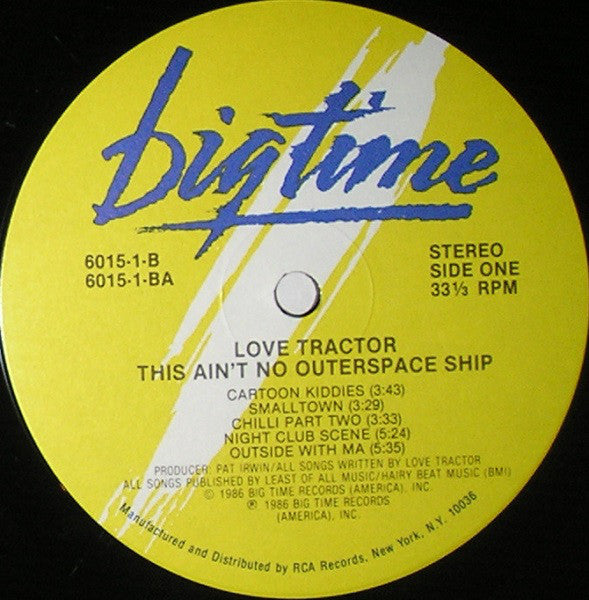 bigtime
6015-1-B
6015-1-BA
STEREO
SIDE ONE
33⅓ RPM
LOVE TRACTOR
THIS AIN'T NO OUTERSPACE SHIP
CARTOON KIDDIES (3:43)
SMALLTOWN (3:29)
CHILLI PART TWO (3:33)
NIGHT CLUB SCENE (5:24)
OUTSIDE WITH MA (5:35)
PRODUCER: PAT IRWIN/ALL SONGS WRITTEN BY LOVE TRACTOR
ALL SONGS PUBLISHED BY LEAST OF ALL MUSIC/HAIRY BEAT MUSIC (BMI)
© 1986 BIG TIME RECORDS (AMERICA), INC.
℗ 1986 BIG TIME RECORDS
(AMERICA), INC.
Manufactured and Distributed by RCA Records, New York, N.Y. 10036